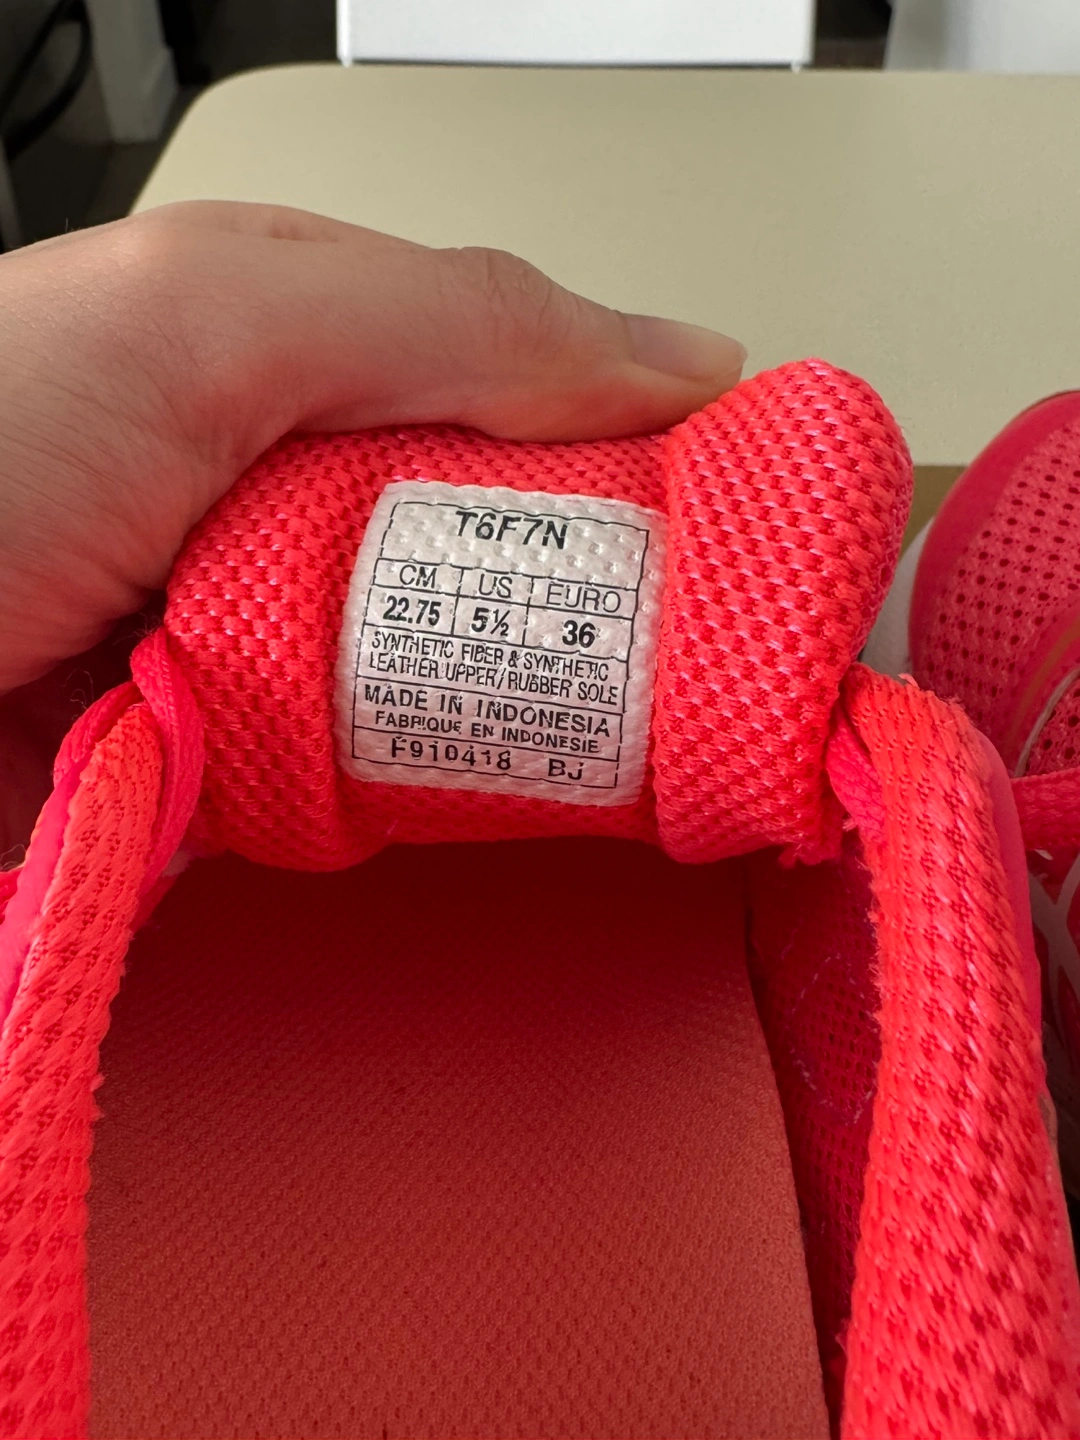 T6F7N
CM US EURO
22.75 5½ 36
SYNTHETIC FIBER & SYNTHETIC
LEATHER UPPER/RUBBER SOLE
MADE IN INDONESIA
FABRIQUE EN INDONESIE
F910418 BJ